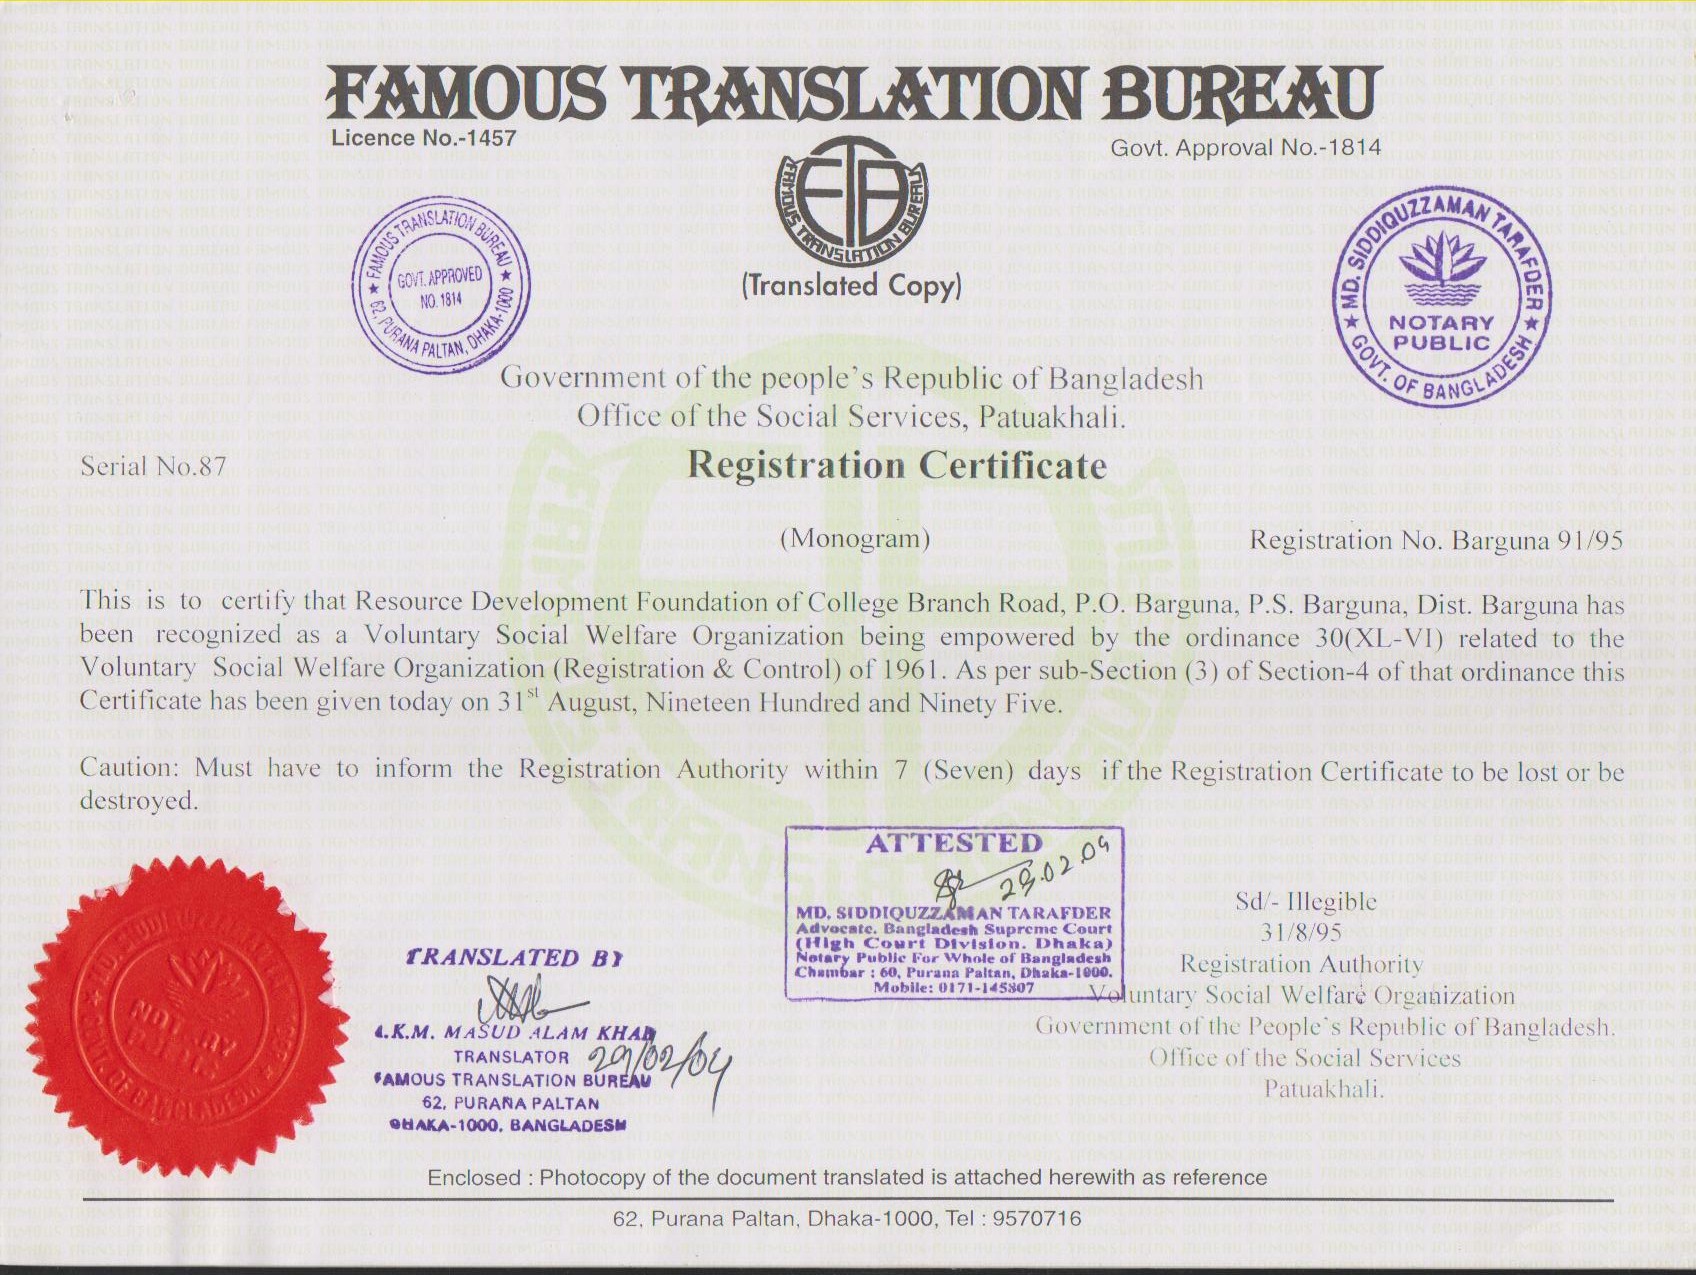 FAMOUS TRANSLATION BUREAU
Licence No.-1457
Govt. Approval No.-1814
FAMOUS TRANSLATION BUREAU
FTB
(Translated Copy)
★ FAMOUS TRANSLATION BUREAU ★
GOVT. APPROVED
NO. 1814
62, PURANA PALTAN, DHAKA-1000
★ MD. SIDDIQUZZAMAN TARAFDER ★
NOTARY
PUBLIC
GOVT. OF BANGLADESH
Government of the people's Republic of Bangladesh
Office of the Social Services, Patuakhali.
Serial No.87
Registration Certificate
(Monogram)
Registration No. Barguna 91/95
This is to certify that Resource Development Foundation of College Branch Road, P.O. Barguna, P.S. Barguna, Dist. Barguna has
been recognized as a Voluntary Social Welfare Organization being empowered by the ordinance 30(XL-VI) related to the
Voluntary Social Welfare Organization (Registration & Control) of 1961. As per sub-Section (3) of Section-4 of that ordinance this
Certificate has been given today on 31st August, Nineteen Hundred and Ninety Five.
Caution: Must have to inform the Registration Authority within 7 (Seven) days if the Registration Certificate to be lost or be
destroyed.
ATTESTED
29.02.04
MD. SIDDIQUZZAMAN TARAFDER
Advocate. Bangladesh Supreme Court
(High Court Division. Dhaka)
Notary Public For Whole of Bangladesh
Chambar : 60, Purana Paltan, Dhaka-1000.
Mobile: 0171-145807
Sd/- Illegible
31/8/95
Registration Authority
Voluntary Social Welfare Organization
Government of the People's Republic of Bangladesh.
Office of the Social Services
Patuakhali.
TRANSLATED BY
A.K.M. MASUD ALAM KHAN
TRANSLATOR
29/02/04
FAMOUS TRANSLATION BUREAU
62, PURANA PALTAN
DHAKA-1000, BANGLADESH
NOTARY
PUBLIC
GOVT. OF BANGLADESH
Enclosed : Photocopy of the document translated is attached herewith as reference
62, Purana Paltan, Dhaka-1000, Tel : 9570716